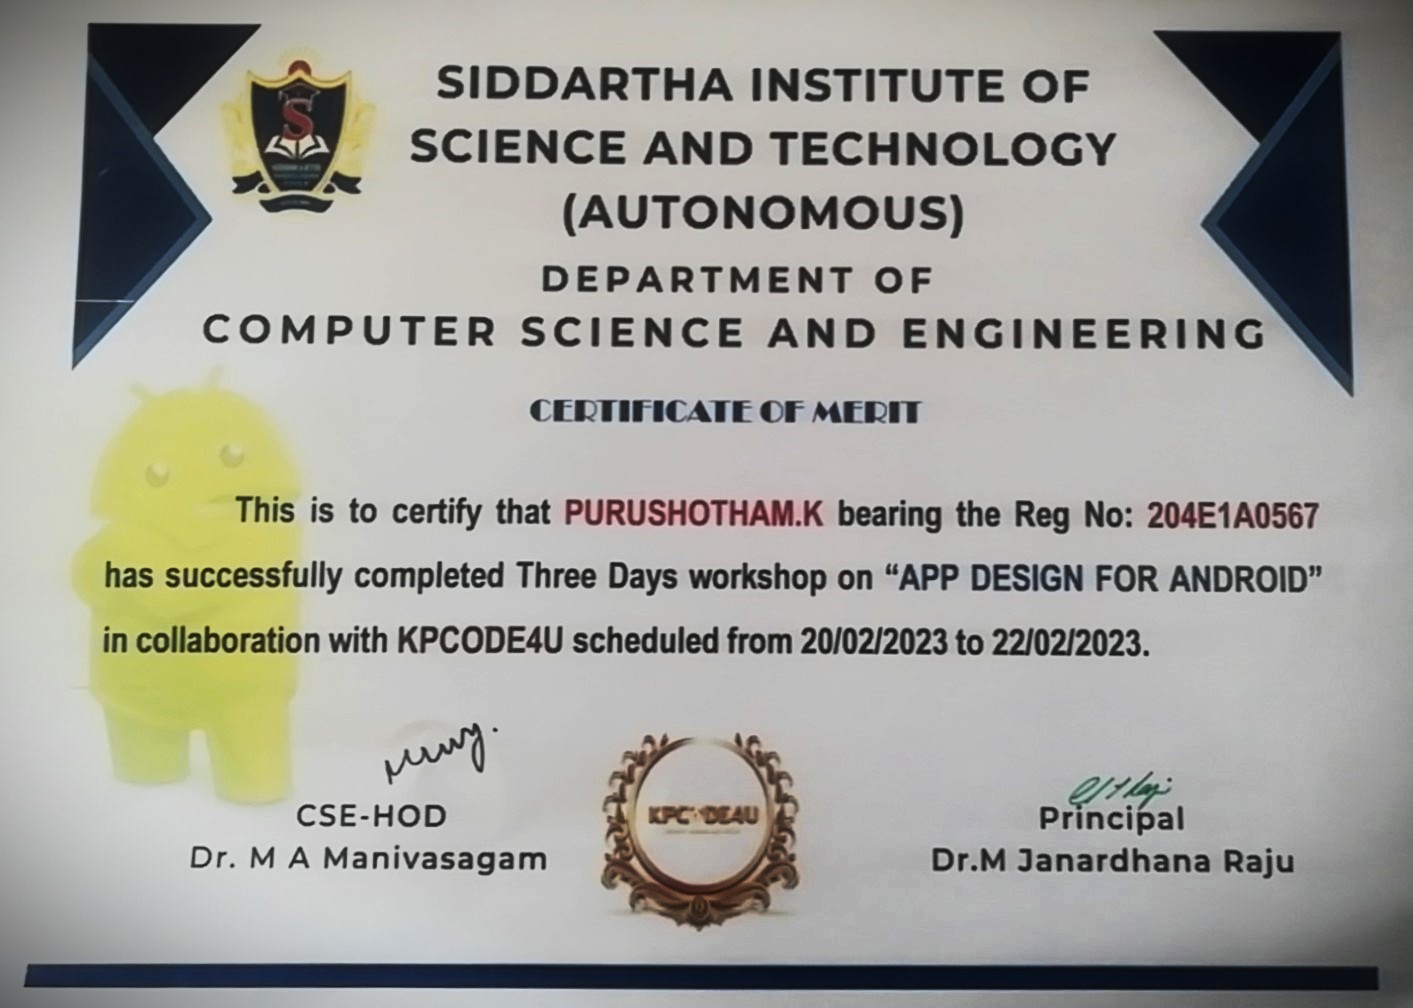 SIDDARTHA INSTITUTE OF
SCIENCE AND TECHNOLOGY
(AUTONOMOUS)
DEPARTMENT OF
COMPUTER SCIENCE AND ENGINEERING
CERTIFICATE OF MERIT
This is to certify that PURUSHOTHAM.K bearing the Reg No: 204E1A0567
has successfully completed Three Days workshop on “APP DESIGN FOR ANDROID”
in collaboration with KPCODE4U scheduled from 20/02/2023 to 22/02/2023.
CSE-HOD
Dr. M A Manivasagam
KPCODE4U
Principal
Dr.M Janardhana Raju